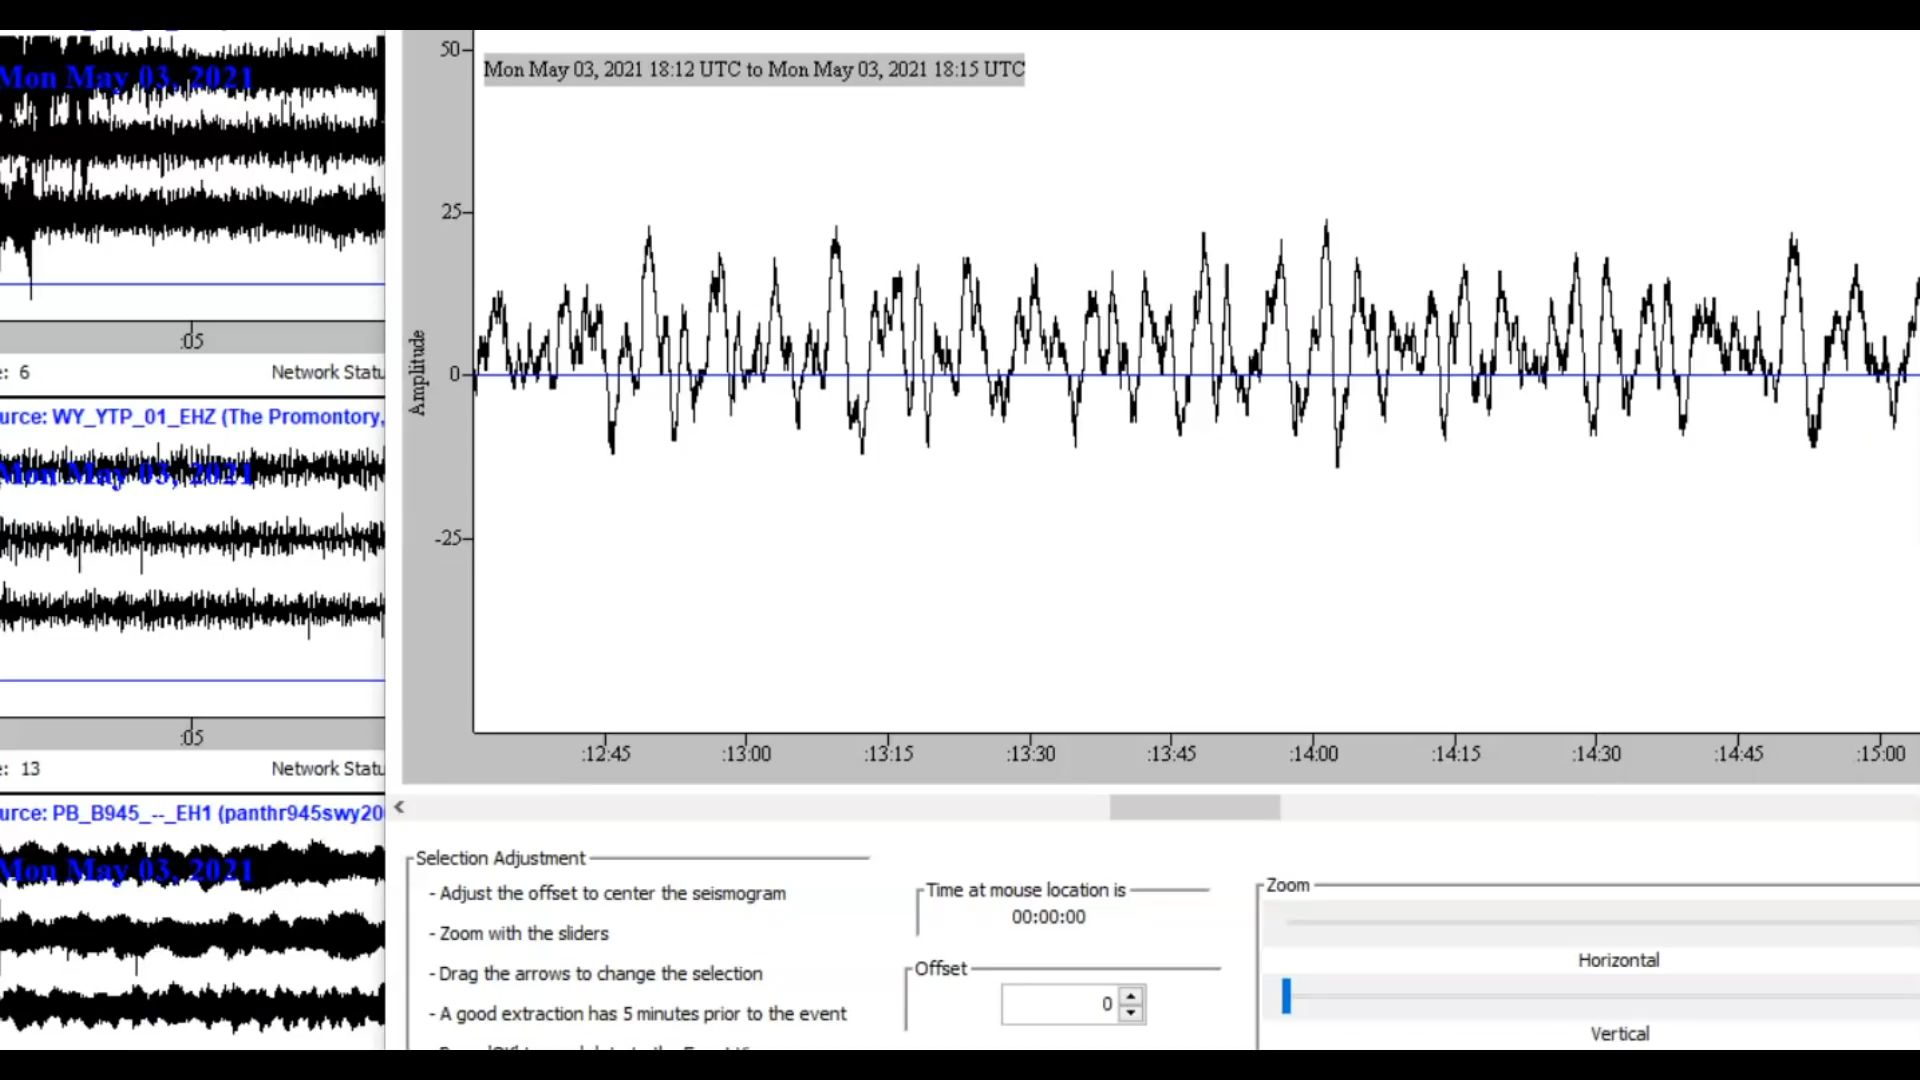 Mon May 03, 2021
:05
e: 6 Network Statu
urce: WY_YTP_01_EHZ (The Promontory,
Mon May 03, 2021
:05
e: 13 Network Statu
urce: PB_B945_--_EH1 (panthr945swy20
Mon May 03, 2021
50
Mon May 03, 2021 18:12 UTC to Mon May 03, 2021 18:15 UTC
25
Amplitude
0
-25
:12:45 :13:00 :13:15 :13:30 :13:45 :14:00 :14:15 :14:30 :14:45 :15:00
<
Selection Adjustment
- Adjust the offset to center the seismogram
- Zoom with the sliders
- Drag the arrows to change the selection
- A good extraction has 5 minutes prior to the event
Time at mouse location is
00:00:00
Offset
0
Zoom
Horizontal
Vertical